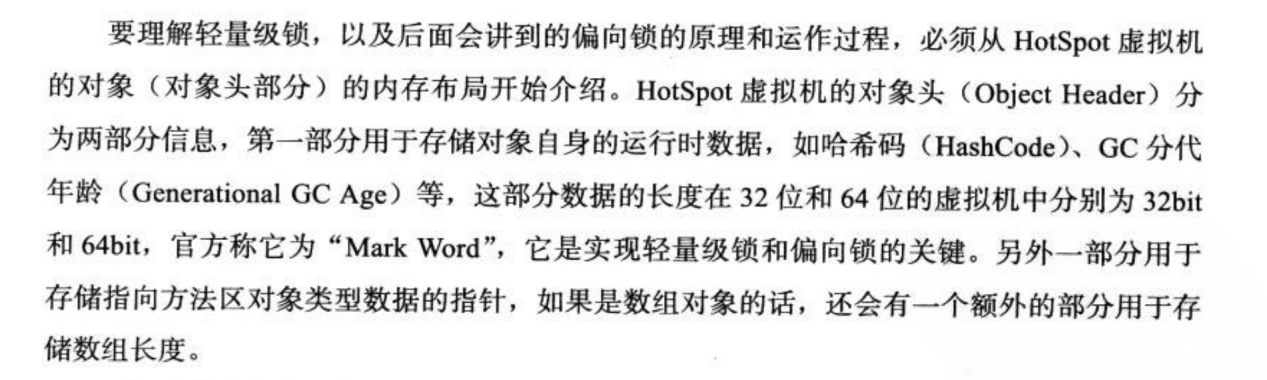 要理解轻量级锁，以及后面会讲到的偏向锁的原理和运作过程，必须从 HotSpot 虚拟机
的对象（对象头部分）的内存布局开始介绍。HotSpot 虚拟机的对象头（Object Header）分
为两部分信息，第一部分用于存储对象自身的运行时数据，如哈希码（HashCode）、GC 分代
年龄（Generational GC Age）等，这部分数据的长度在 32 位和 64 位的虚拟机中分别为 32bit
和 64bit，官方称它为“Mark Word”，它是实现轻量级锁和偏向锁的关键。另外一部分用于
存储指向方法区对象类型数据的指针，如果是数组对象的话，还会有一个额外的部分用于存
储数组长度。